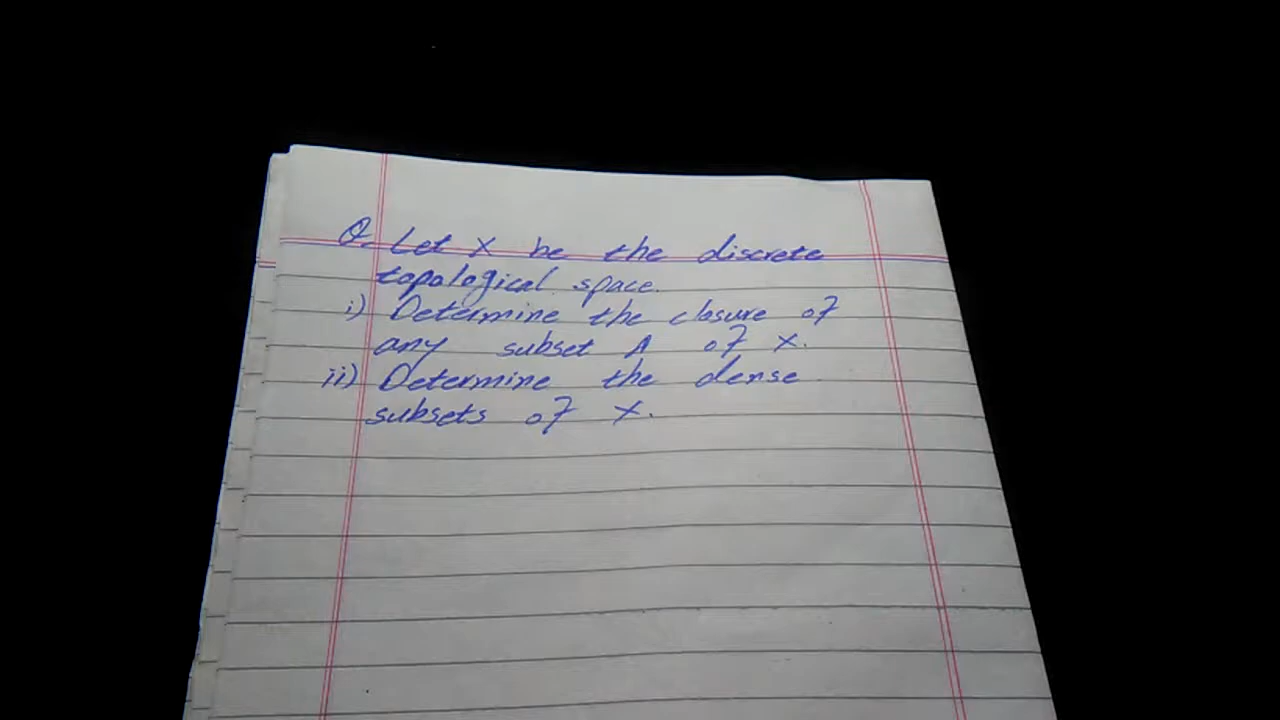 Q. Let X be the discrete
topological space.
i) Determine the closure of
any subset A of X.
ii) Determine the dense
subsets of X.